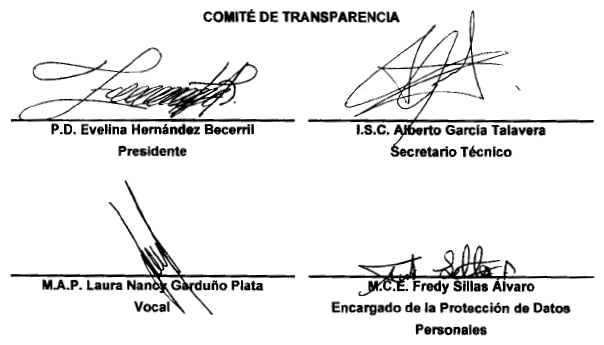 COMITÉ DE TRANSPARENCIA
P.D. Evelina Hernández Becerril
Presidente
I.S.C. Alberto García Talavera
Secretario Técnico
M.A.P. Laura Nancy Garduño Plata
Vocal
M.C.E. Fredy Sillas Álvaro
Encargado de la Protección de Datos
Personales